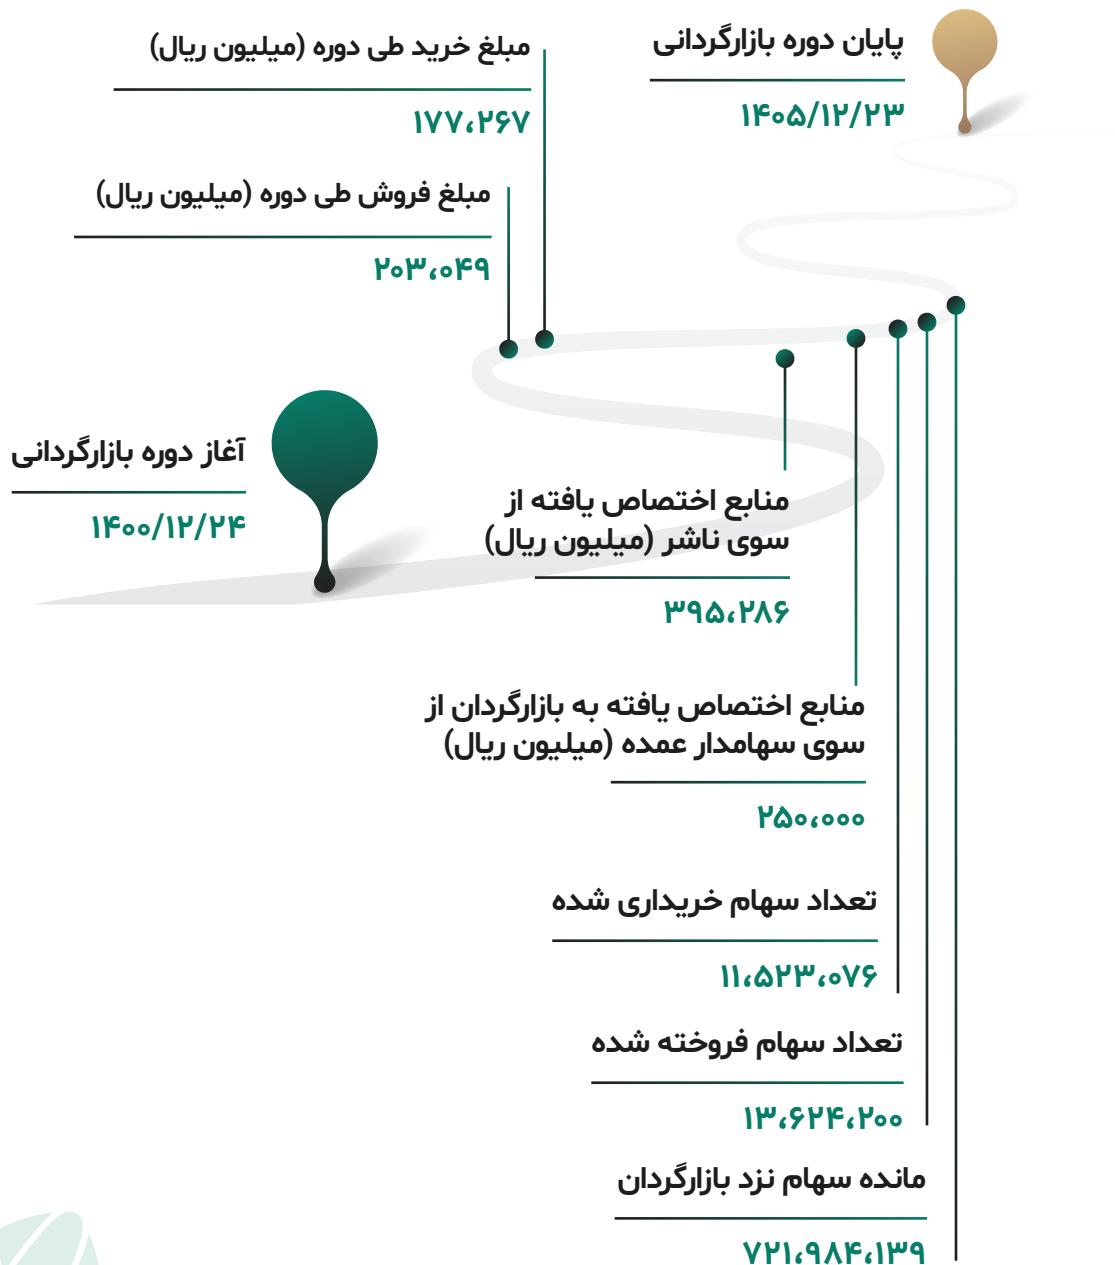 پایان دوره بازارگردانی
۱۴۰۵/۱۲/۲۳
مبلغ خرید طی دوره (میلیون ریال)
۱۷۷،۲۶۷
مبلغ فروش طی دوره (میلیون ریال)
۲۰۳،۰۴۹
آغاز دوره بازارگردانی
۱۴۰۰/۱۲/۲۴
منابع اختصاص یافته از
سوی ناشر (میلیون ریال)
۳۹۵،۲۸۶
منابع اختصاص یافته به بازارگردان از
سوی سهامدار عمده (میلیون ریال)
۲۵۰،۰۰۰
تعداد سهام خریداری شده
۱۱،۵۲۳،۰۷۶
تعداد سهام فروخته شده
۱۳،۶۲۴،۲۰۰
مانده سهام نزد بازارگردان
۷۲۱،۹۸۴،۱۳۹